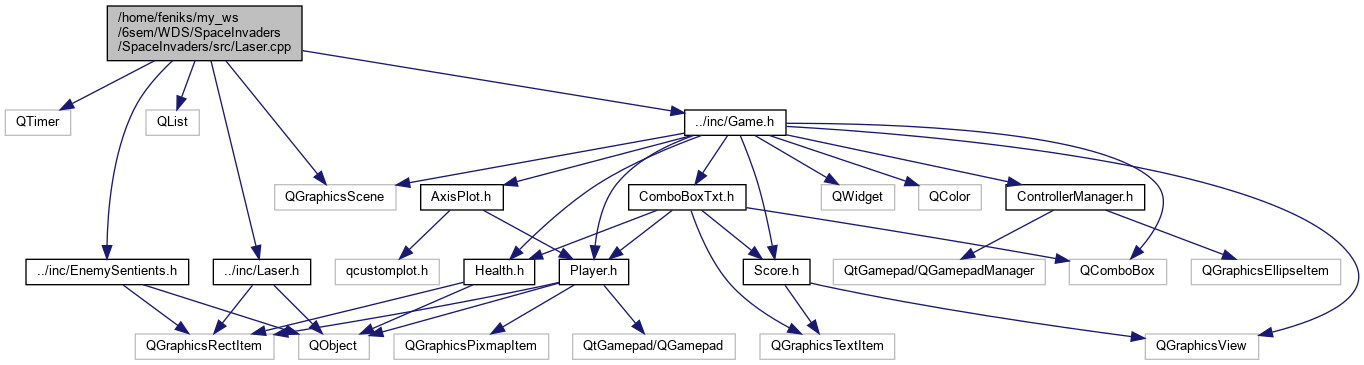 /home/feniks/my_ws
/6sem/WDS/SpaceInvaders
/SpaceInvaders/src/Laser.cpp
QTimer
QList
../inc/Game.h
QGraphicsScene
AxisPlot.h
ComboBoxTxt.h
QWidget
QColor
ControllerManager.h
../inc/EnemySentients.h
../inc/Laser.h
qcustomplot.h
Health.h
Player.h
Score.h
QtGamepad/QGamepadManager
QComboBox
QGraphicsEllipseItem
QGraphicsRectItem
QObject
QGraphicsPixmapItem
QtGamepad/QGamepad
QGraphicsTextItem
QGraphicsView